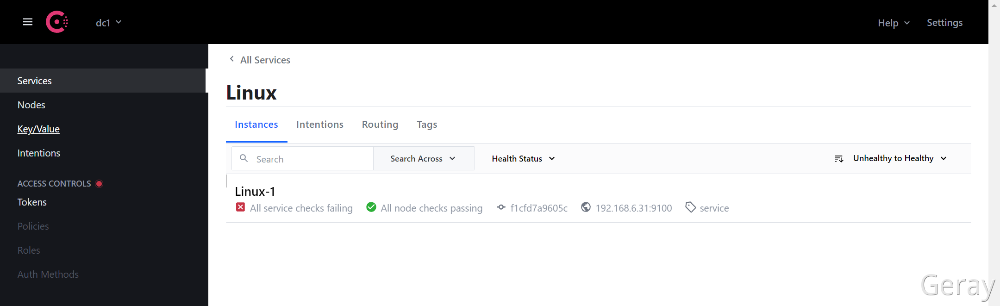 dc1
Help
Settings
Services
Nodes
Key/Value
Intentions
ACCESS CONTROLS
Tokens
Policies
Roles
Auth Methods
All Services
Linux
Instances Intentions Routing Tags
Search Search Across Health Status Unhealthy to Healthy
Linux-1
All service checks failing All node checks passing f1cfd7a9605c 192.168.6.31:9100 service
Geray